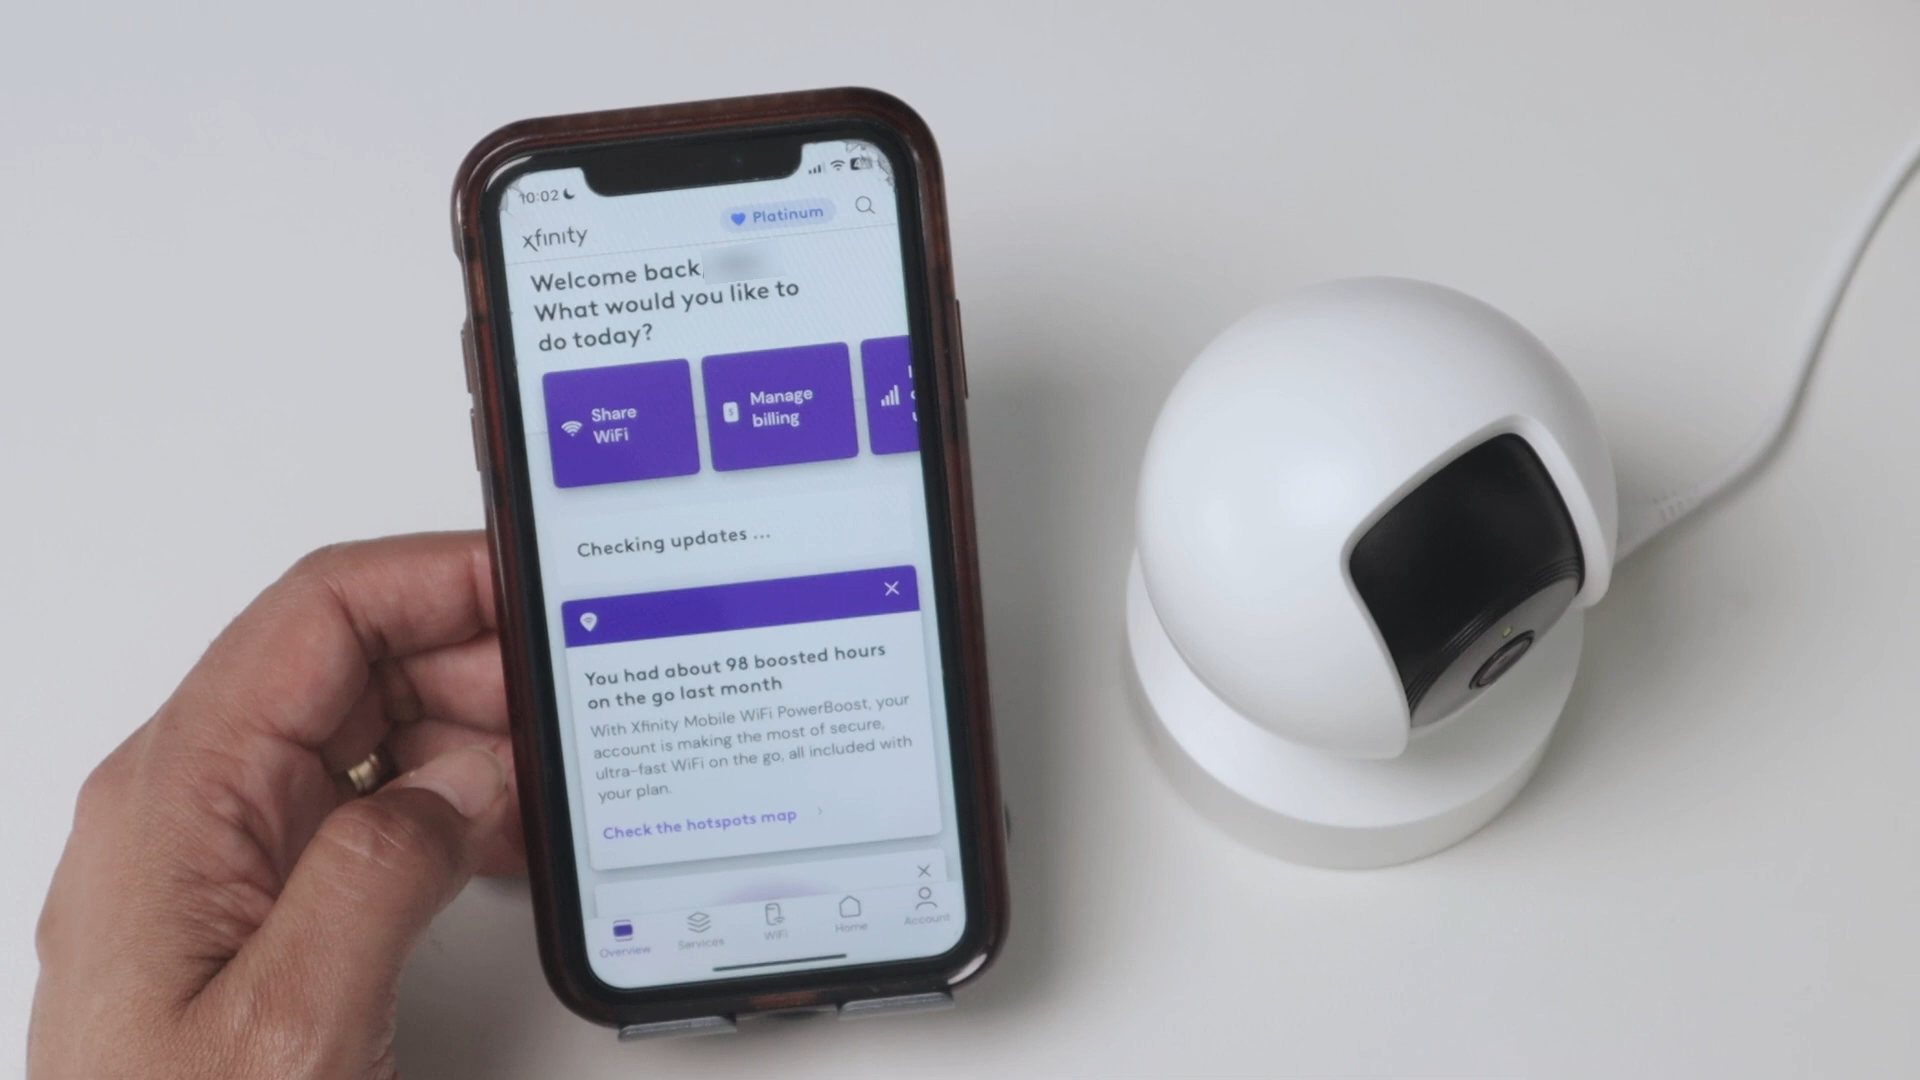 10:02
xfinity
Platinum
Welcome back,
What would you like to
do today?
Share
WiFi
Manage
billing
Checking updates ...
You had about 98 boosted hours
on the go last month
With Xfinity Mobile WiFi PowerBoost, your
account is making the most of secure,
ultra-fast WiFi on the go, all included with
your plan.
Check the hotspots map
Overview
Services
WiFi
Home
Account